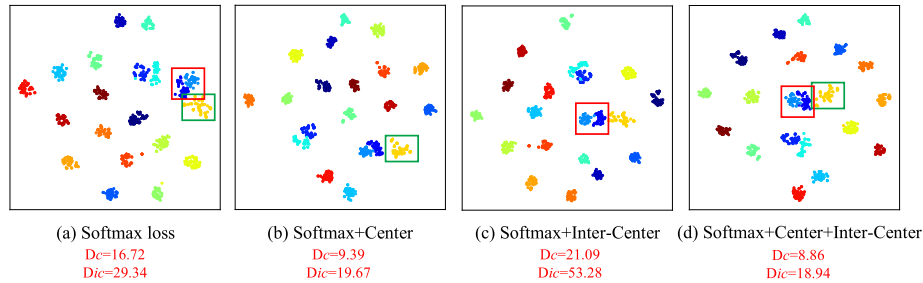 (a) Softmax loss
Dc=16.72
Dic=29.34
(b) Softmax+Center
Dc=9.39
Dic=19.67
(c) Softmax+Inter-Center
Dc=21.09
Dic=53.28
(d) Softmax+Center+Inter-Center
Dc=8.86
Dic=18.94